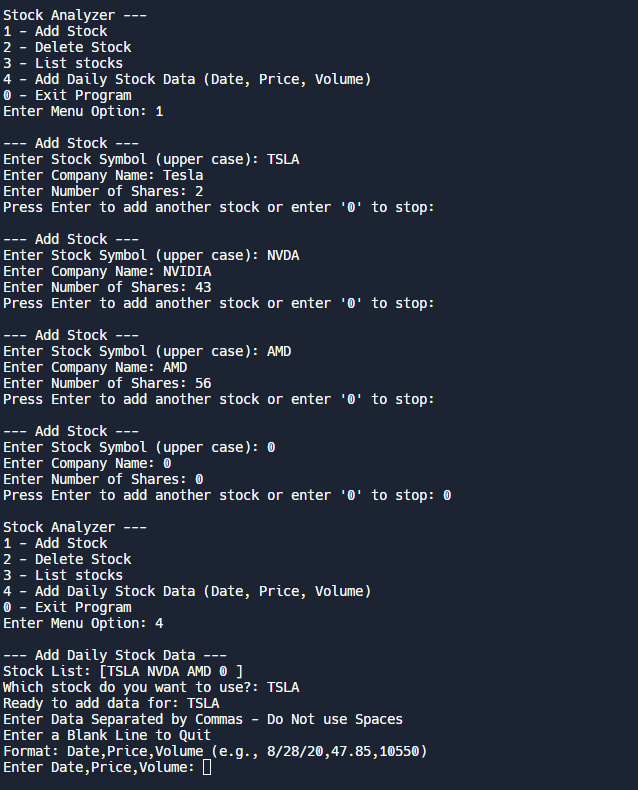 Stock Analyzer ---
1 - Add Stock
2 - Delete Stock
3 - List stocks
4 - Add Daily Stock Data (Date, Price, Volume)
0 - Exit Program
Enter Menu Option: 1

--- Add Stock ---
Enter Stock Symbol (upper case): TSLA
Enter Company Name: Tesla
Enter Number of Shares: 2
Press Enter to add another stock or enter '0' to stop:

--- Add Stock ---
Enter Stock Symbol (upper case): NVDA
Enter Company Name: NVIDIA
Enter Number of Shares: 43
Press Enter to add another stock or enter '0' to stop:

--- Add Stock ---
Enter Stock Symbol (upper case): AMD
Enter Company Name: AMD
Enter Number of Shares: 56
Press Enter to add another stock or enter '0' to stop:

--- Add Stock ---
Enter Stock Symbol (upper case): 0
Enter Company Name: 0
Enter Number of Shares: 0
Press Enter to add another stock or enter '0' to stop: 0

Stock Analyzer ---
1 - Add Stock
2 - Delete Stock
3 - List stocks
4 - Add Daily Stock Data (Date, Price, Volume)
0 - Exit Program
Enter Menu Option: 4

--- Add Daily Stock Data ---
Stock List: [TSLA NVDA AMD 0 ]
Which stock do you want to use?: TSLA
Ready to add data for: TSLA
Enter Data Separated by Commas - Do Not use Spaces
Enter a Blank Line to Quit
Format: Date,Price,Volume (e.g., 8/28/20,47.85,10550)
Enter Date,Price,Volume: